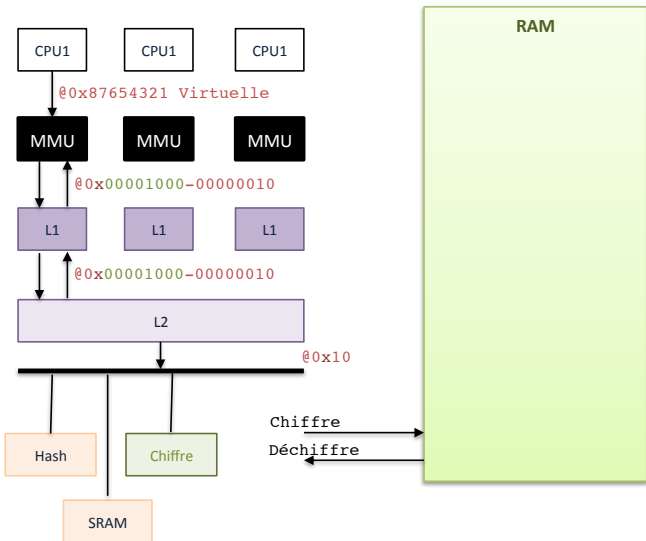 RAM
CPU1 CPU1 CPU1
@0x87654321 Virtuelle
MMU MMU MMU
@0x00001000-00000010
L1 L1 L1
@0x00001000-00000010
L2
@0x10
Chiffre
Déchiffre
Hash Chiffre
SRAM